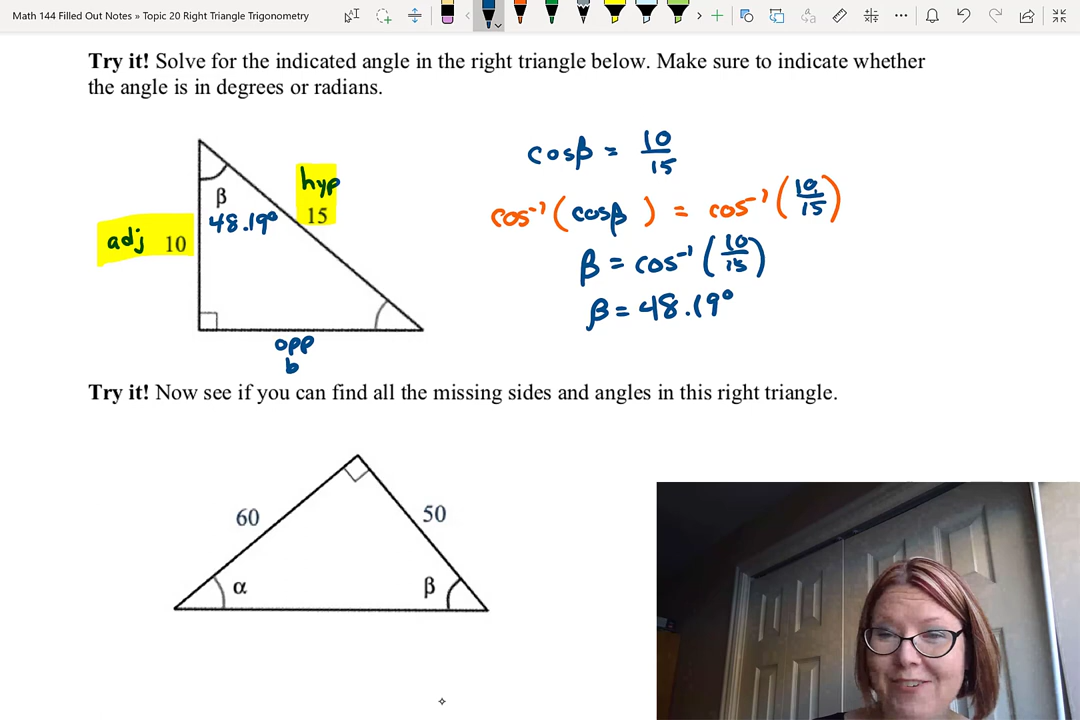 Math 144 Filled Out Notes » Topic 20 Right Triangle Trigonometry
Try it! Solve for the indicated angle in the right triangle below. Make sure to indicate whether
the angle is in degrees or radians.
cosβ = 10/15
hyp
15
β
48.19°
adj 10
cos⁻¹(cosβ) = cos⁻¹(10/15)
β = cos⁻¹(10/15)
β = 48.19°
opp
b
Try it! Now see if you can find all the missing sides and angles in this right triangle.
60
50
α
β